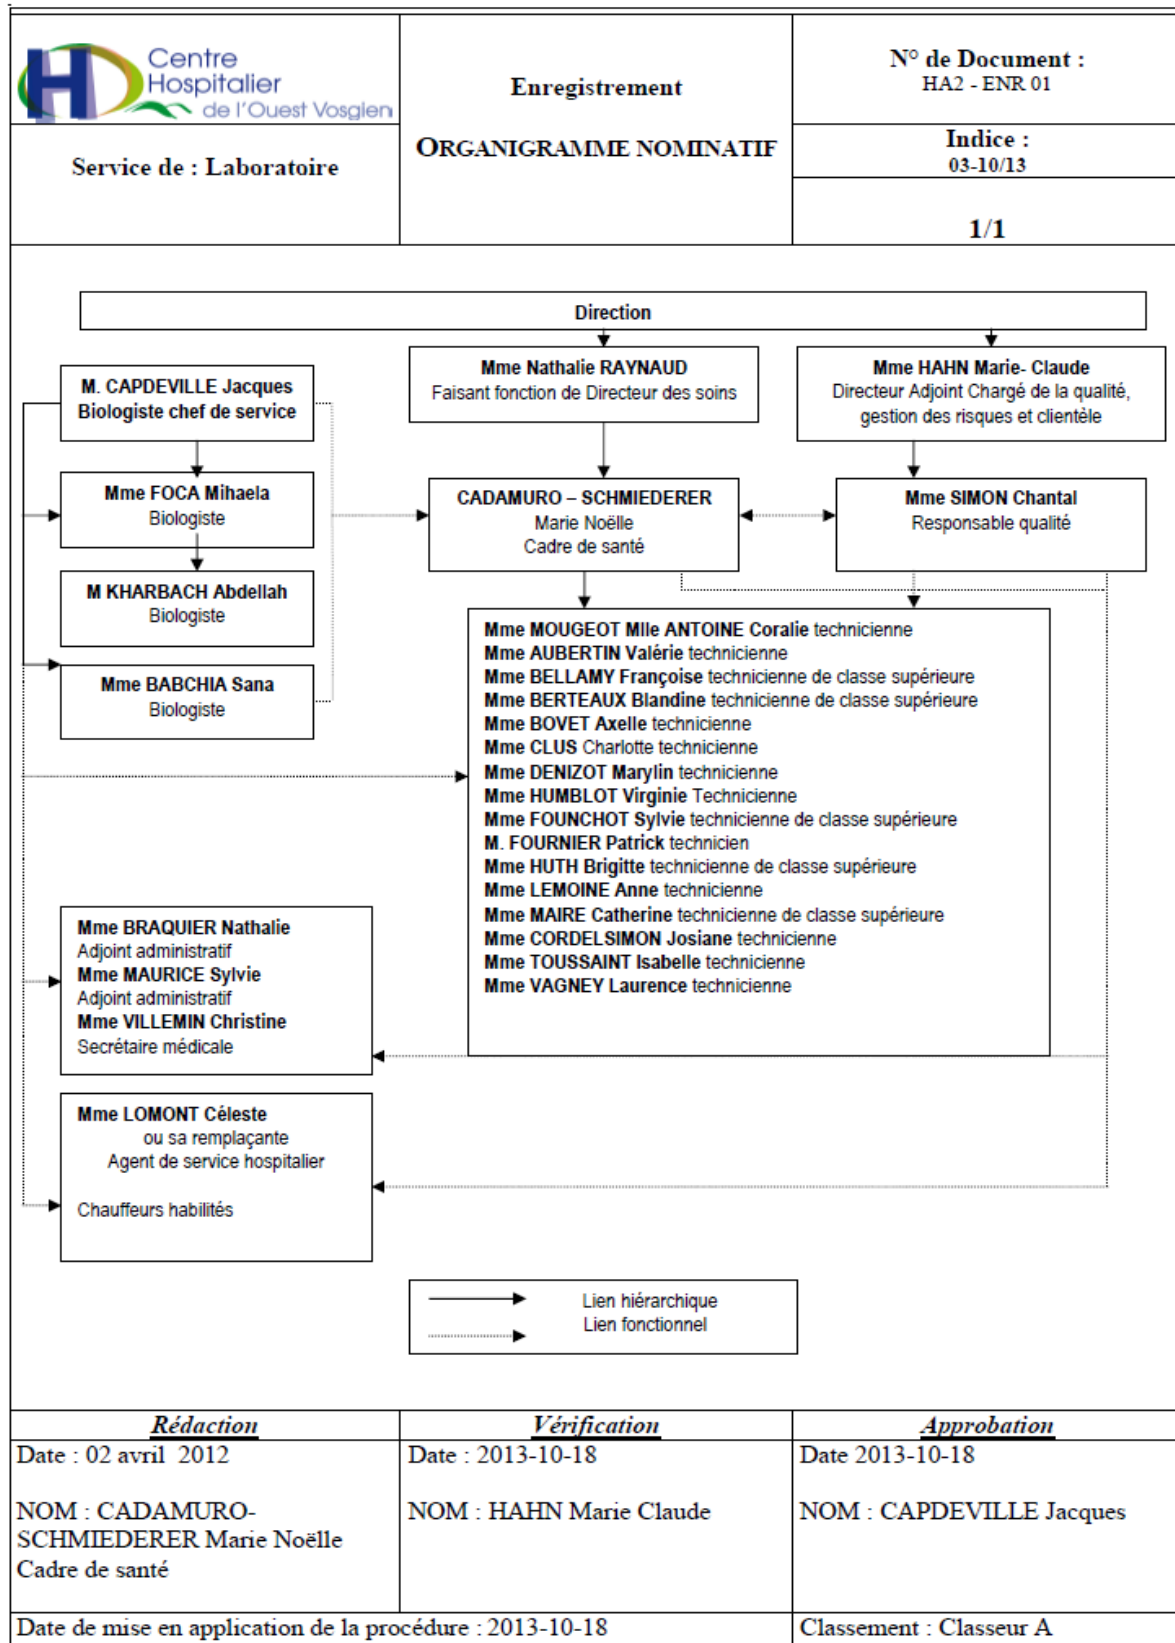 Centre
Hospitalier
de l'Ouest Vosgien
Service de : Laboratoire
Enregistrement
ORGANIGRAMME NOMINATIF
N° de Document :
HA2 - ENR 01
Indice :
03-10/13
1/1
Direction
M. CAPDEVILLE Jacques
Biologiste chef de service
Mme Nathalie RAYNAUD
Faisant fonction de Directeur des soins
Mme HAHN Marie- Claude
Directeur Adjoint Chargé de la qualité,
gestion des risques et clientèle
Mme FOCA Mihaela
Biologiste
CADAMURO – SCHMIEDERER
Marie Noëlle
Cadre de santé
Mme SIMON Chantal
Responsable qualité
M KHARBACH Abdellah
Biologiste
Mme BABCHIA Sana
Biologiste
Mme MOUGEOT Mlle ANTOINE Coralie technicienne
Mme AUBERTIN Valérie technicienne
Mme BELLAMY Françoise technicienne de classe supérieure
Mme BERTEAUX Blandine technicienne de classe supérieure
Mme BOVET Axelle technicienne
Mme CLUS Charlotte technicienne
Mme DENIZOT Marylin technicienne
Mme HUMBLOT Virginie Technicienne
Mme FOUNCHOT Sylvie technicienne de classe supérieure
M. FOURNIER Patrick technicien
Mme HUTH Brigitte technicienne de classe supérieure
Mme LEMOINE Anne technicienne
Mme MAIRE Catherine technicienne de classe supérieure
Mme CORDELSIMON Josiane technicienne
Mme TOUSSAINT Isabelle technicienne
Mme VAGNEY Laurence technicienne
Mme BRAQUIER Nathalie
Adjoint administratif
Mme MAURICE Sylvie
Adjoint administratif
Mme VILLEMIN Christine
Secrétaire médicale
Mme LOMONT Céleste
ou sa remplaçante
Agent de service hospitalier
Chauffeurs habilités
Lien hiérarchique
Lien fonctionnel
Rédaction
Date : 02 avril 2012
NOM : CADAMURO-
SCHMIEDERER Marie Noëlle
Cadre de santé
Vérification
Date : 2013-10-18
NOM : HAHN Marie Claude
Approbation
Date 2013-10-18
NOM : CAPDEVILLE Jacques
Date de mise en application de la procédure : 2013-10-18
Classement : Classeur A